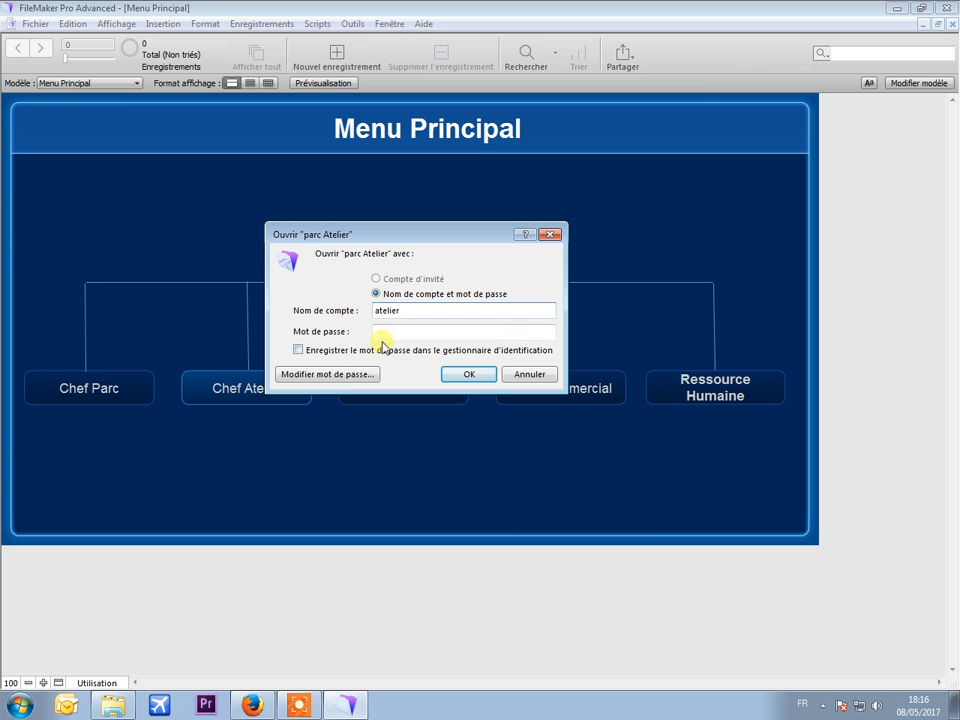 FileMaker Pro Advanced - [Menu Principal]
Fichier Edition Affichage Insertion Format Enregistrements Scripts Outils Fenêtre Aide
0
0
Total (Non triés)
Enregistrements
Afficher tout
Nouvel enregistrement
Supprimer l'enregistrement
Rechercher
Trier
Partager
Modèle : Menu Principal Format affichage : Prévisualisation Aa Modifier modèle
Menu Principal
Ouvrir "parc Atelier"
?
Ouvrir "parc Atelier" avec :
Compte d'invité
Nom de compte et mot de passe
Nom de compte : atelier
Mot de passe :
Enregistrer le mot de passe dans le gestionnaire d'identification
Modifier mot de passe... OK Annuler
Chef Parc
Chef Ate
mercial
Ressource
Humaine
100 Utilisation
Pr
FR
18:16
08/05/2017